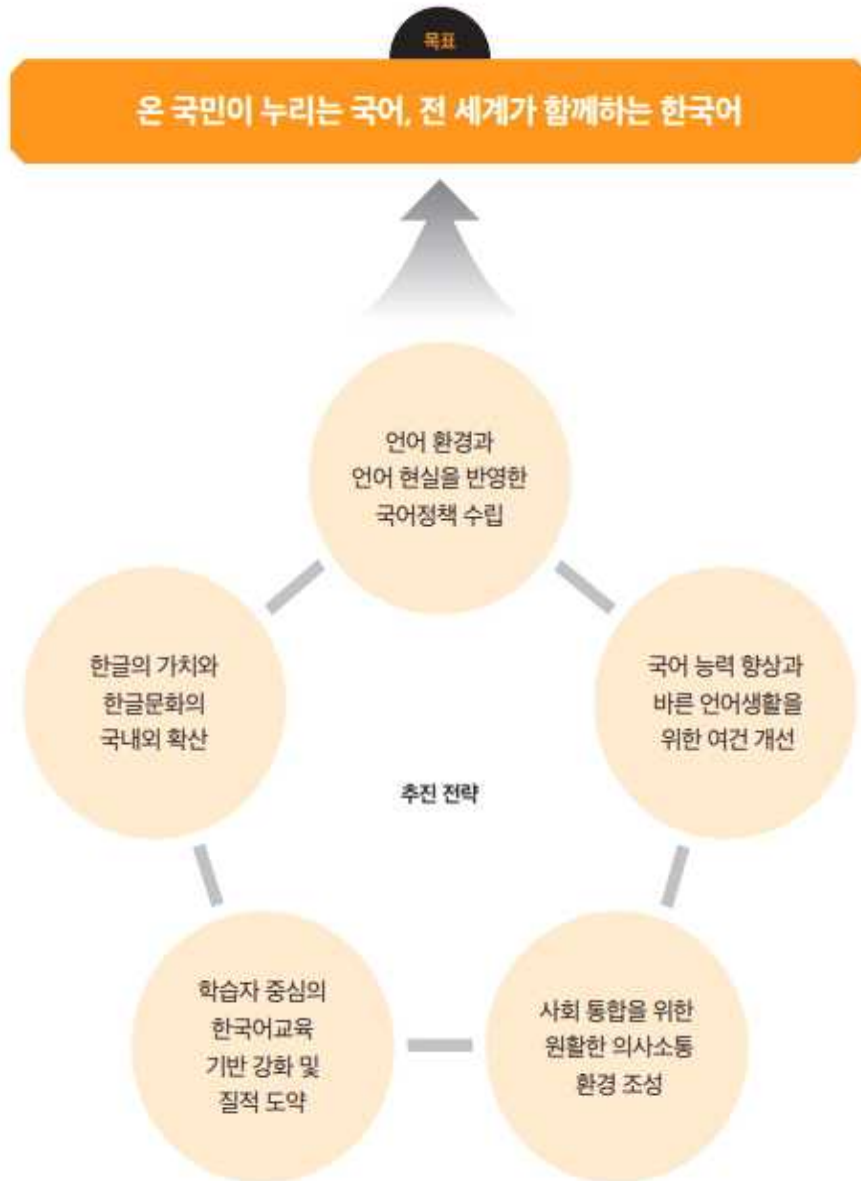 목표
온 국민이 누리는 국어, 전 세계가 함께하는 한국어
언어 환경과
언어 현실을 반영한
국어정책 수립
한글의 가치와
한글문화의
국내외 확산
국어 능력 향상과
바른 언어생활을
위한 여건 개선
추진 전략
학습자 중심의
한국어교육
기반 강화 및
질적 도약
사회 통합을 위한
원활한 의사소통
환경 조성